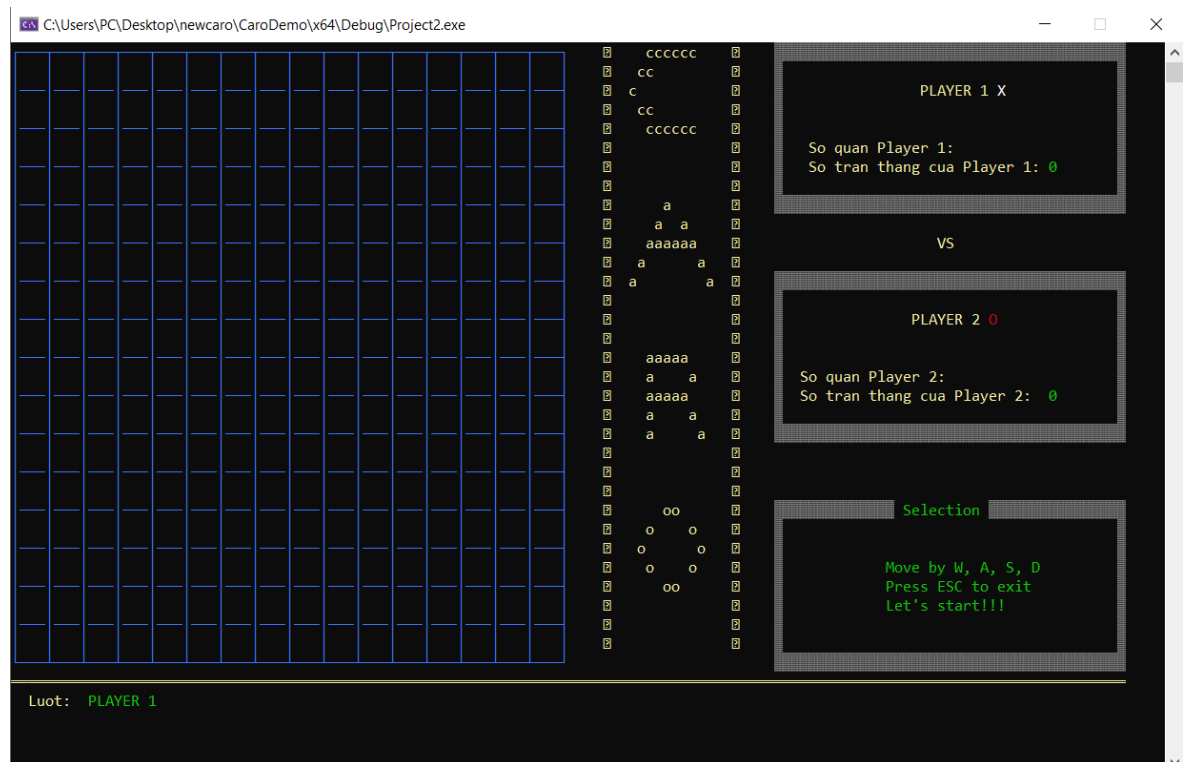 C:\Users\PC\Desktop\newcaro\CaroDemo\x64\Debug\Project2.exe
cccccc
cc
c
cc
cccccc
a
a a
aaaaaa
a a
a a
aaaaa
a a
aaaaa
a a
a a
oo
o o
o o
o o
oo
PLAYER 1 X
So quan Player 1:
So tran thang cua Player 1: 0
VS
PLAYER 2 O
So quan Player 2:
So tran thang cua Player 2: 0
Selection
Move by W, A, S, D
Press ESC to exit
Let's start!!!
Luot: PLAYER 1